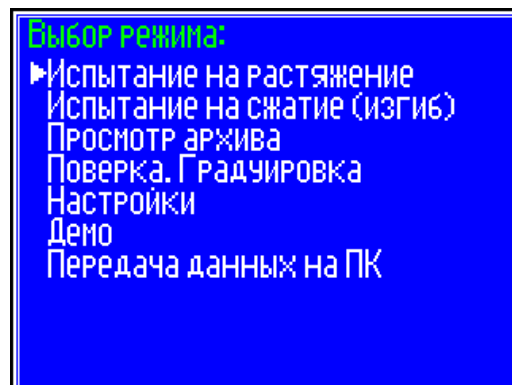 Выбор режима:
Испытание на растяжение
Испытание на сжатие (изгиб)
Просмотр архива
Поверка. Градуировка
Настройки
Демо
Передача данных на ПК